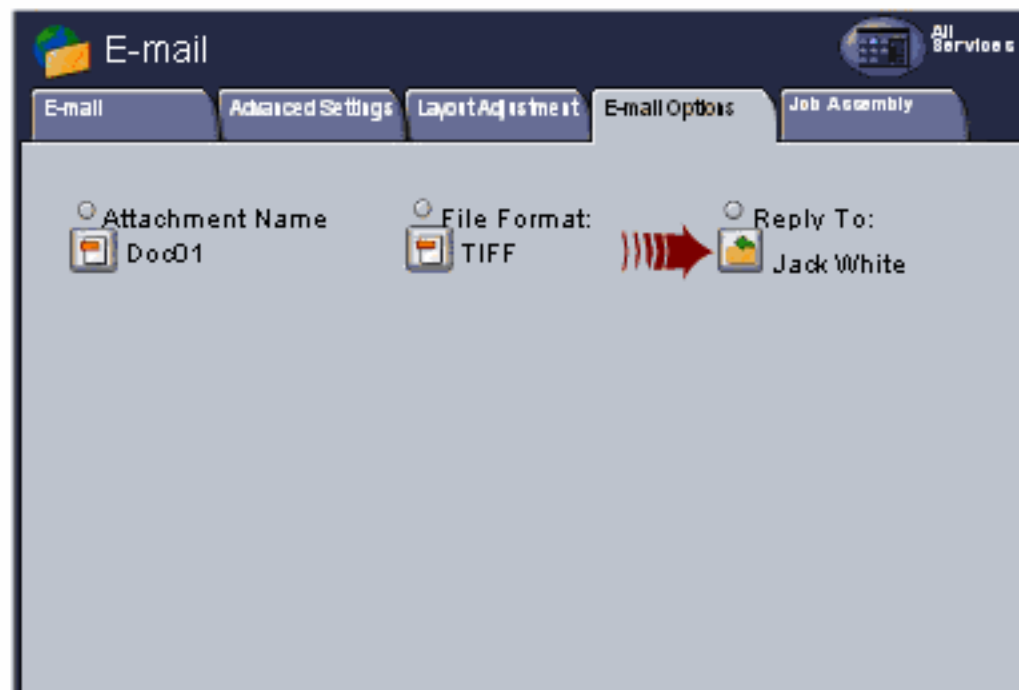 E-mail
All Services
E-mail
Advanced Settings
Layout Adjustment
E-mail Options
Job Assembly
Attachment Name
Doc01
File Format:
TIFF
Reply To:
Jack White